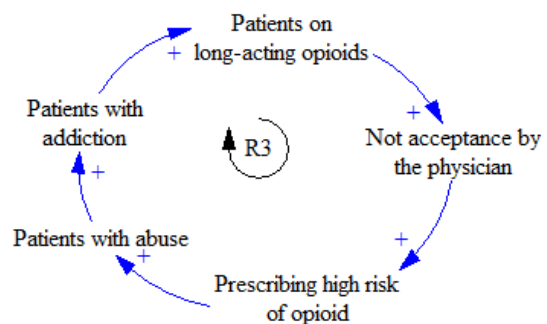 Patients on
long-acting opioids
+
+
Not acceptance by
the physician
+
Prescribing high risk
of opioid
+
Patients with abuse
+
Patients with
addiction
R3